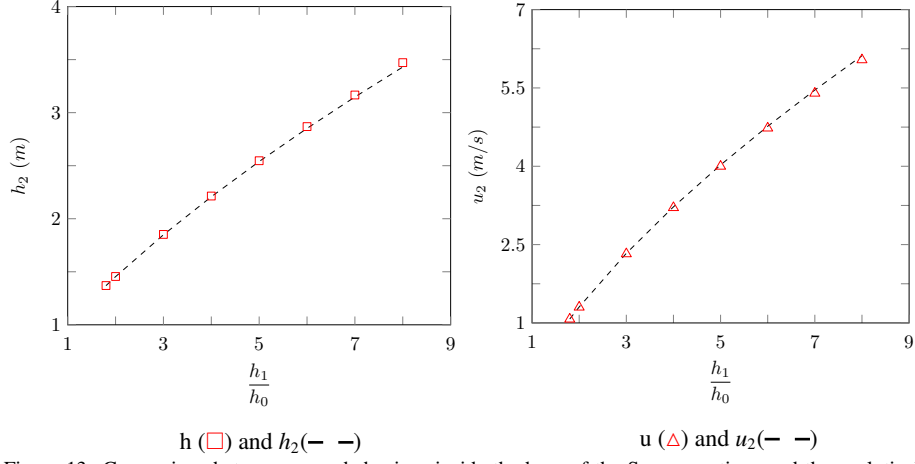 4
3
2
1
h₂ (m)
1 3 5 7 9
h₁
h₀
h (□) and h₂(– –)
7
5.5
4
2.5
1
u₂ (m/s)
1 3 5 7 9
h₁
h₀
u (△) and u₂(– –)